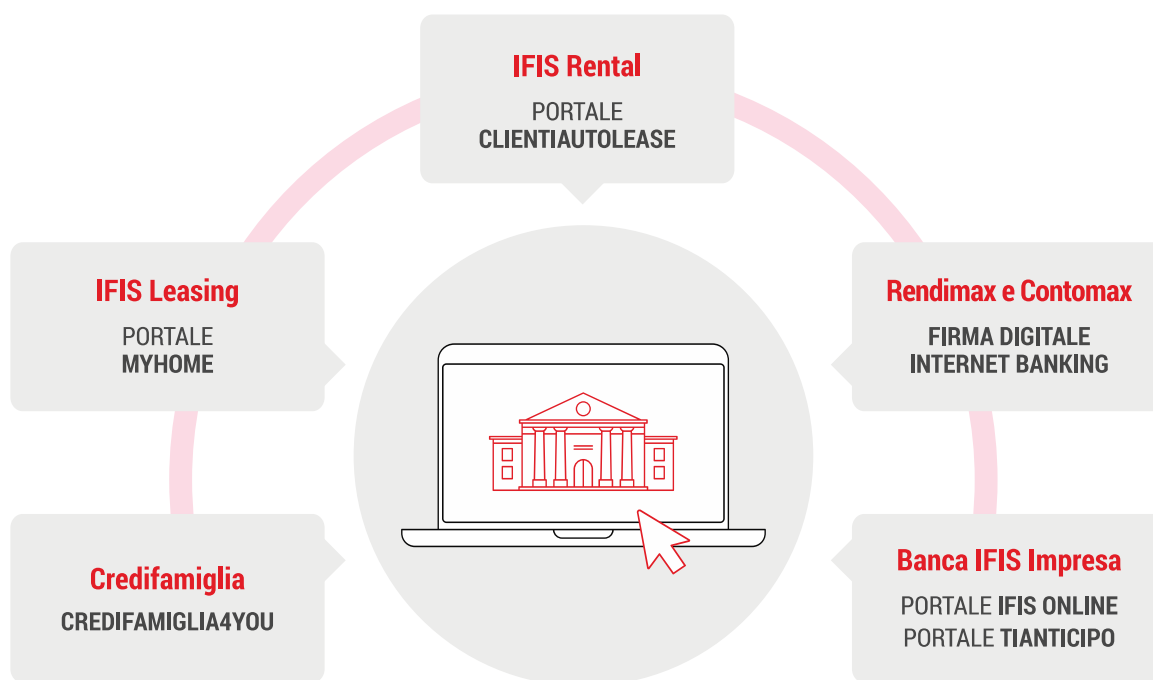 IFIS Rental
PORTALE
CLIENTIAUTOLEASE
IFIS Leasing
PORTALE
MYHOME
Rendimax e Contomax
FIRMA DIGITALE
INTERNET BANKING
Credifamiglia
CREDIFAMIGLIA4YOU
Banca IFIS Impresa
PORTALE IFIS ONLINE
PORTALE TIANTICIPO